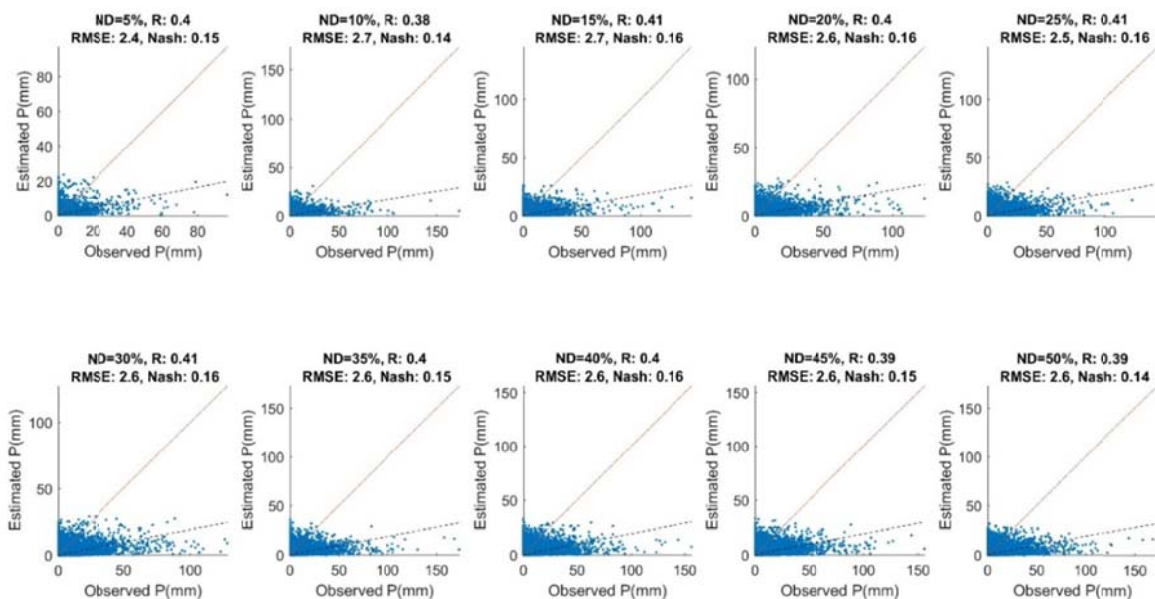 ND=5%, R: 0.4
RMSE: 2.4, Nash: 0.15
80
60
40
20
0
Estimated P(mm)
0 20 40 60 80
Observed P(mm)
ND=10%, R: 0.38
RMSE: 2.7, Nash: 0.14
150
100
50
0
Estimated P(mm)
0 50 100 150
Observed P(mm)
ND=15%, R: 0.41
RMSE: 2.7, Nash: 0.16
100
50
0
Estimated P(mm)
0 50 100
Observed P(mm)
ND=20%, R: 0.4
RMSE: 2.6, Nash: 0.16
100
50
0
Estimated P(mm)
0 50 100
Observed P(mm)
ND=25%, R: 0.41
RMSE: 2.5, Nash: 0.16
100
50
0
Estimated P(mm)
0 50 100
Observed P(mm)
ND=30%, R: 0.41
RMSE: 2.6, Nash: 0.16
100
50
0
Estimated P(mm)
0 50 100
Observed P(mm)
ND=35%, R: 0.4
RMSE: 2.6, Nash: 0.15
150
100
50
0
Estimated P(mm)
0 50 100 150
Observed P(mm)
ND=40%, R: 0.4
RMSE: 2.6, Nash: 0.16
150
100
50
0
Estimated P(mm)
0 50 100 150
Observed P(mm)
ND=45%, R: 0.39
RMSE: 2.6, Nash: 0.15
150
100
50
0
Estimated P(mm)
0 50 100 150
Observed P(mm)
ND=50%, R: 0.39
RMSE: 2.6, Nash: 0.14
150
100
50
0
Estimated P(mm)
0 50 100 150
Observed P(mm)